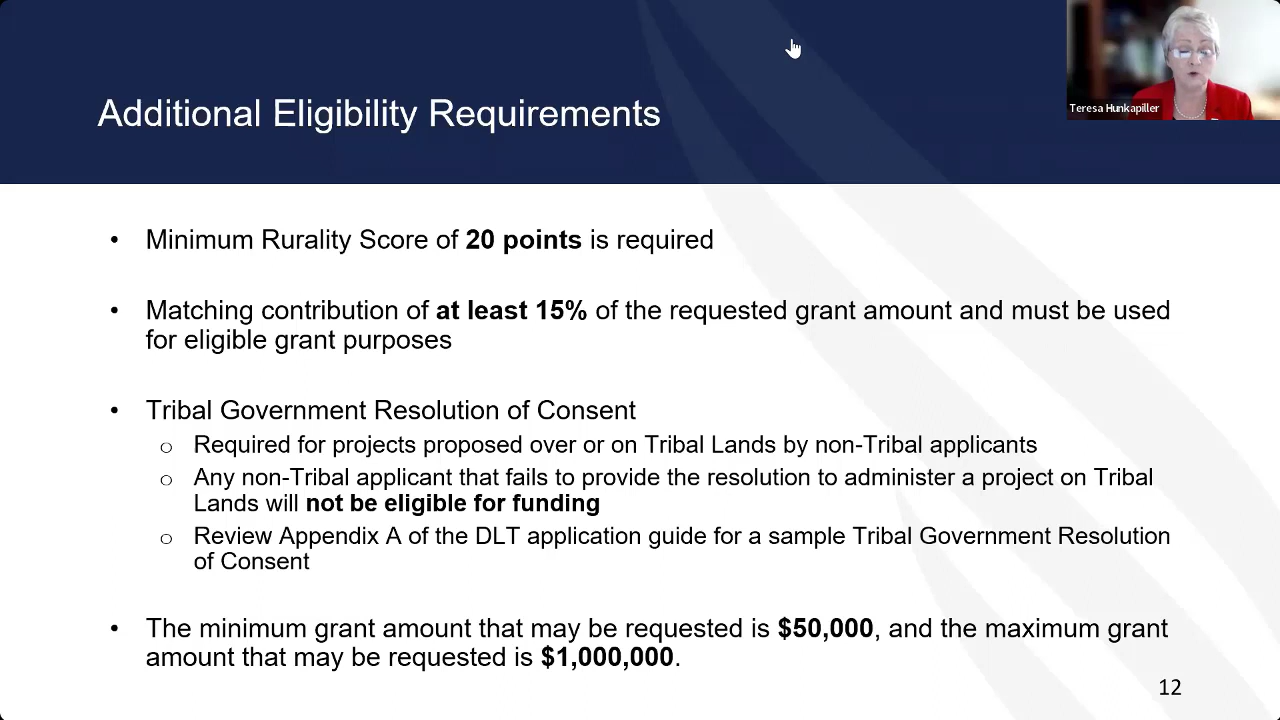 Teresa Hunkapiller
Additional Eligibility Requirements
• Minimum Rurality Score of 20 points is required
• Matching contribution of at least 15% of the requested grant amount and must be used
for eligible grant purposes
• Tribal Government Resolution of Consent
o Required for projects proposed over or on Tribal Lands by non-Tribal applicants
o Any non-Tribal applicant that fails to provide the resolution to administer a project on Tribal
Lands will not be eligible for funding
o Review Appendix A of the DLT application guide for a sample Tribal Government Resolution
of Consent
• The minimum grant amount that may be requested is $50,000, and the maximum grant
amount that may be requested is $1,000,000.
12